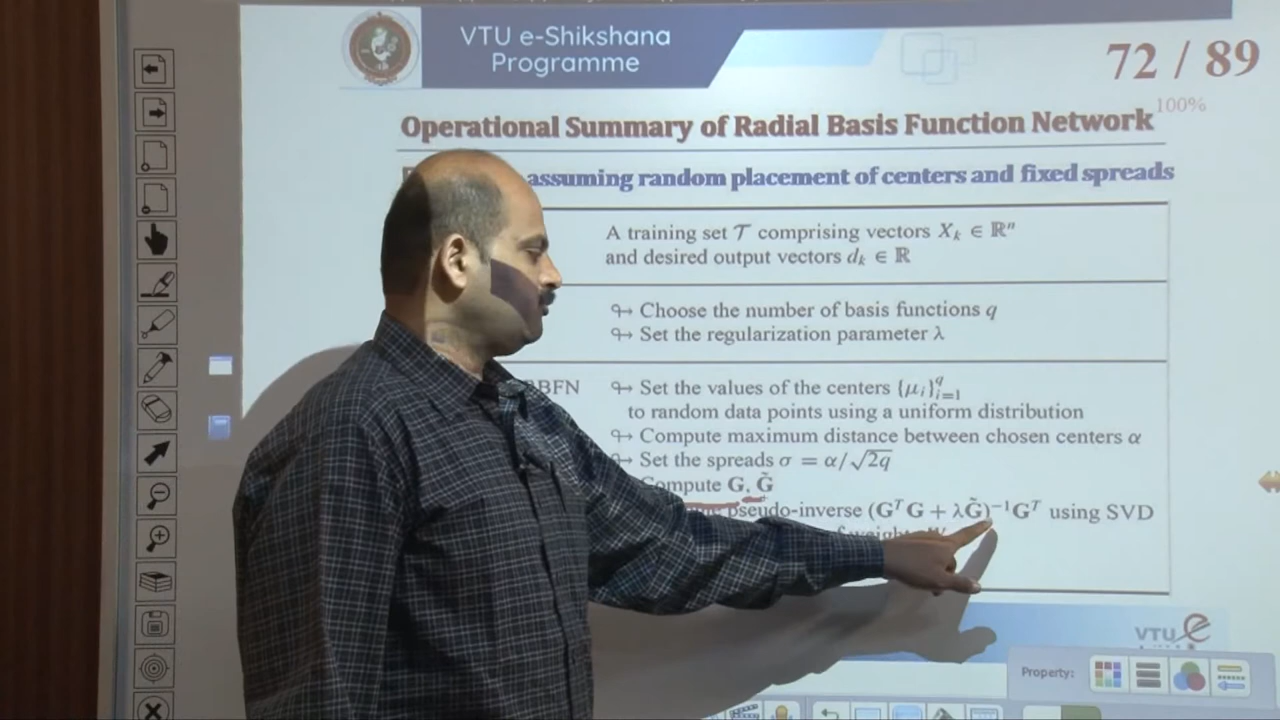 VTU e-Shikshana
Programme
72 / 89
100%
Operational Summary of Radial Basis Function Network
assuming random placement of centers and fixed spreads
A training set 𝒯 comprising vectors Xₖ ∈ ℝⁿ
and desired output vectors dₖ ∈ ℝ
↬ Choose the number of basis functions q
↬ Set the regularization parameter λ
RBFN ↬ Set the values of the centers {μᵢ}ᵢ₌₁^q
to random data points using a uniform distribution
↬ Compute maximum distance between chosen centers α
↬ Set the spreads σ = α/√2q
Compute G, G̃
pseudo-inverse (GᵀG + λG̃)⁻¹Gᵀ using SVD
VTU e
Property: